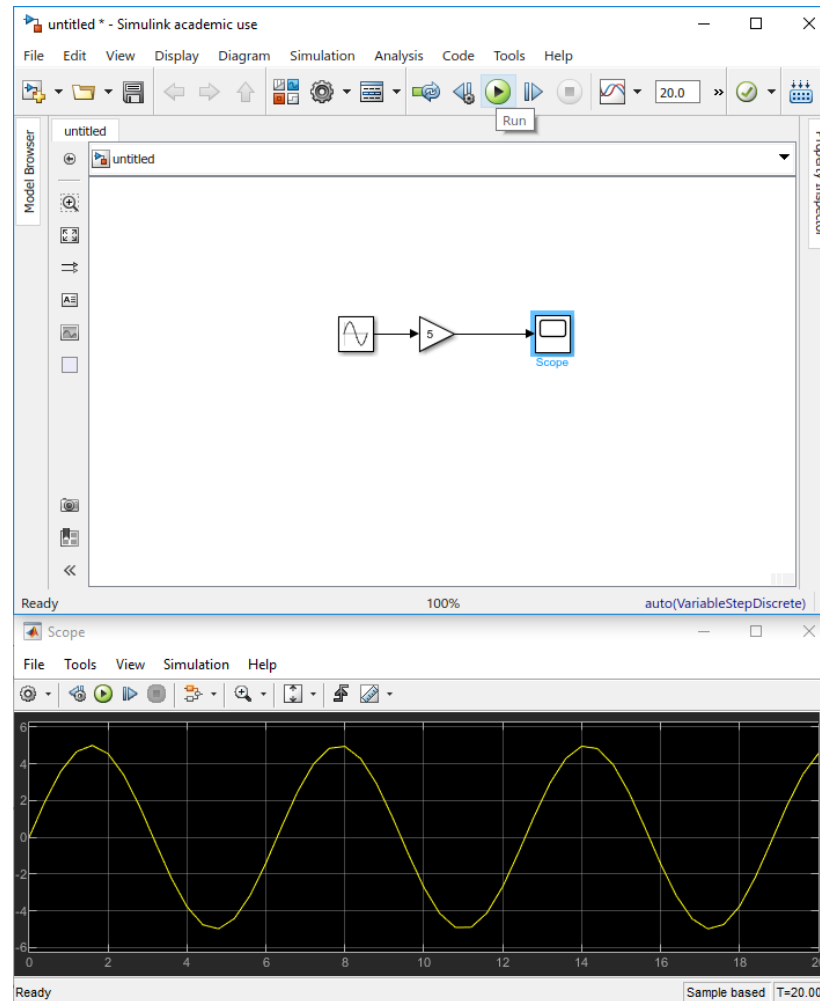 untitled * - Simulink academic use
File Edit View Display Diagram Simulation Analysis Code Tools Help
20.0 »
Run
Model Browser
untitled
untitled
Property Inspector
5
Scope
Ready 100% auto(VariableStepDiscrete)
Scope
File Tools View Simulation Help
6
4
2
0
-2
-4
-6
0 2 4 6 8 10 12 14 16 18
Ready Sample based T=20.00